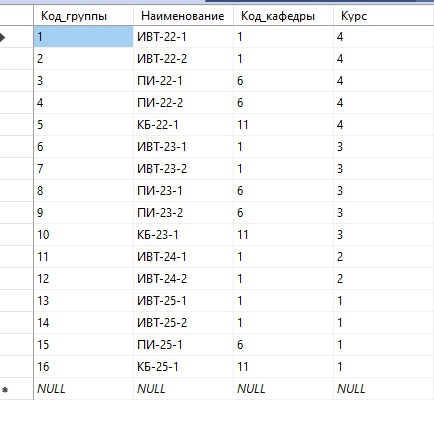 Код_группы Наименование Код_кафедры Курс
1 ИВТ-22-1 1 4
2 ИВТ-22-2 1 4
3 ПИ-22-1 6 4
4 ПИ-22-2 6 4
5 КБ-22-1 11 4
6 ИВТ-23-1 1 3
7 ИВТ-23-2 1 3
8 ПИ-23-1 6 3
9 ПИ-23-2 6 3
10 КБ-23-1 11 3
11 ИВТ-24-1 1 2
12 ИВТ-24-2 1 2
13 ИВТ-25-1 1 1
14 ИВТ-25-2 1 1
15 ПИ-25-1 6 1
16 КБ-25-1 11 1
NULL NULL NULL NULL